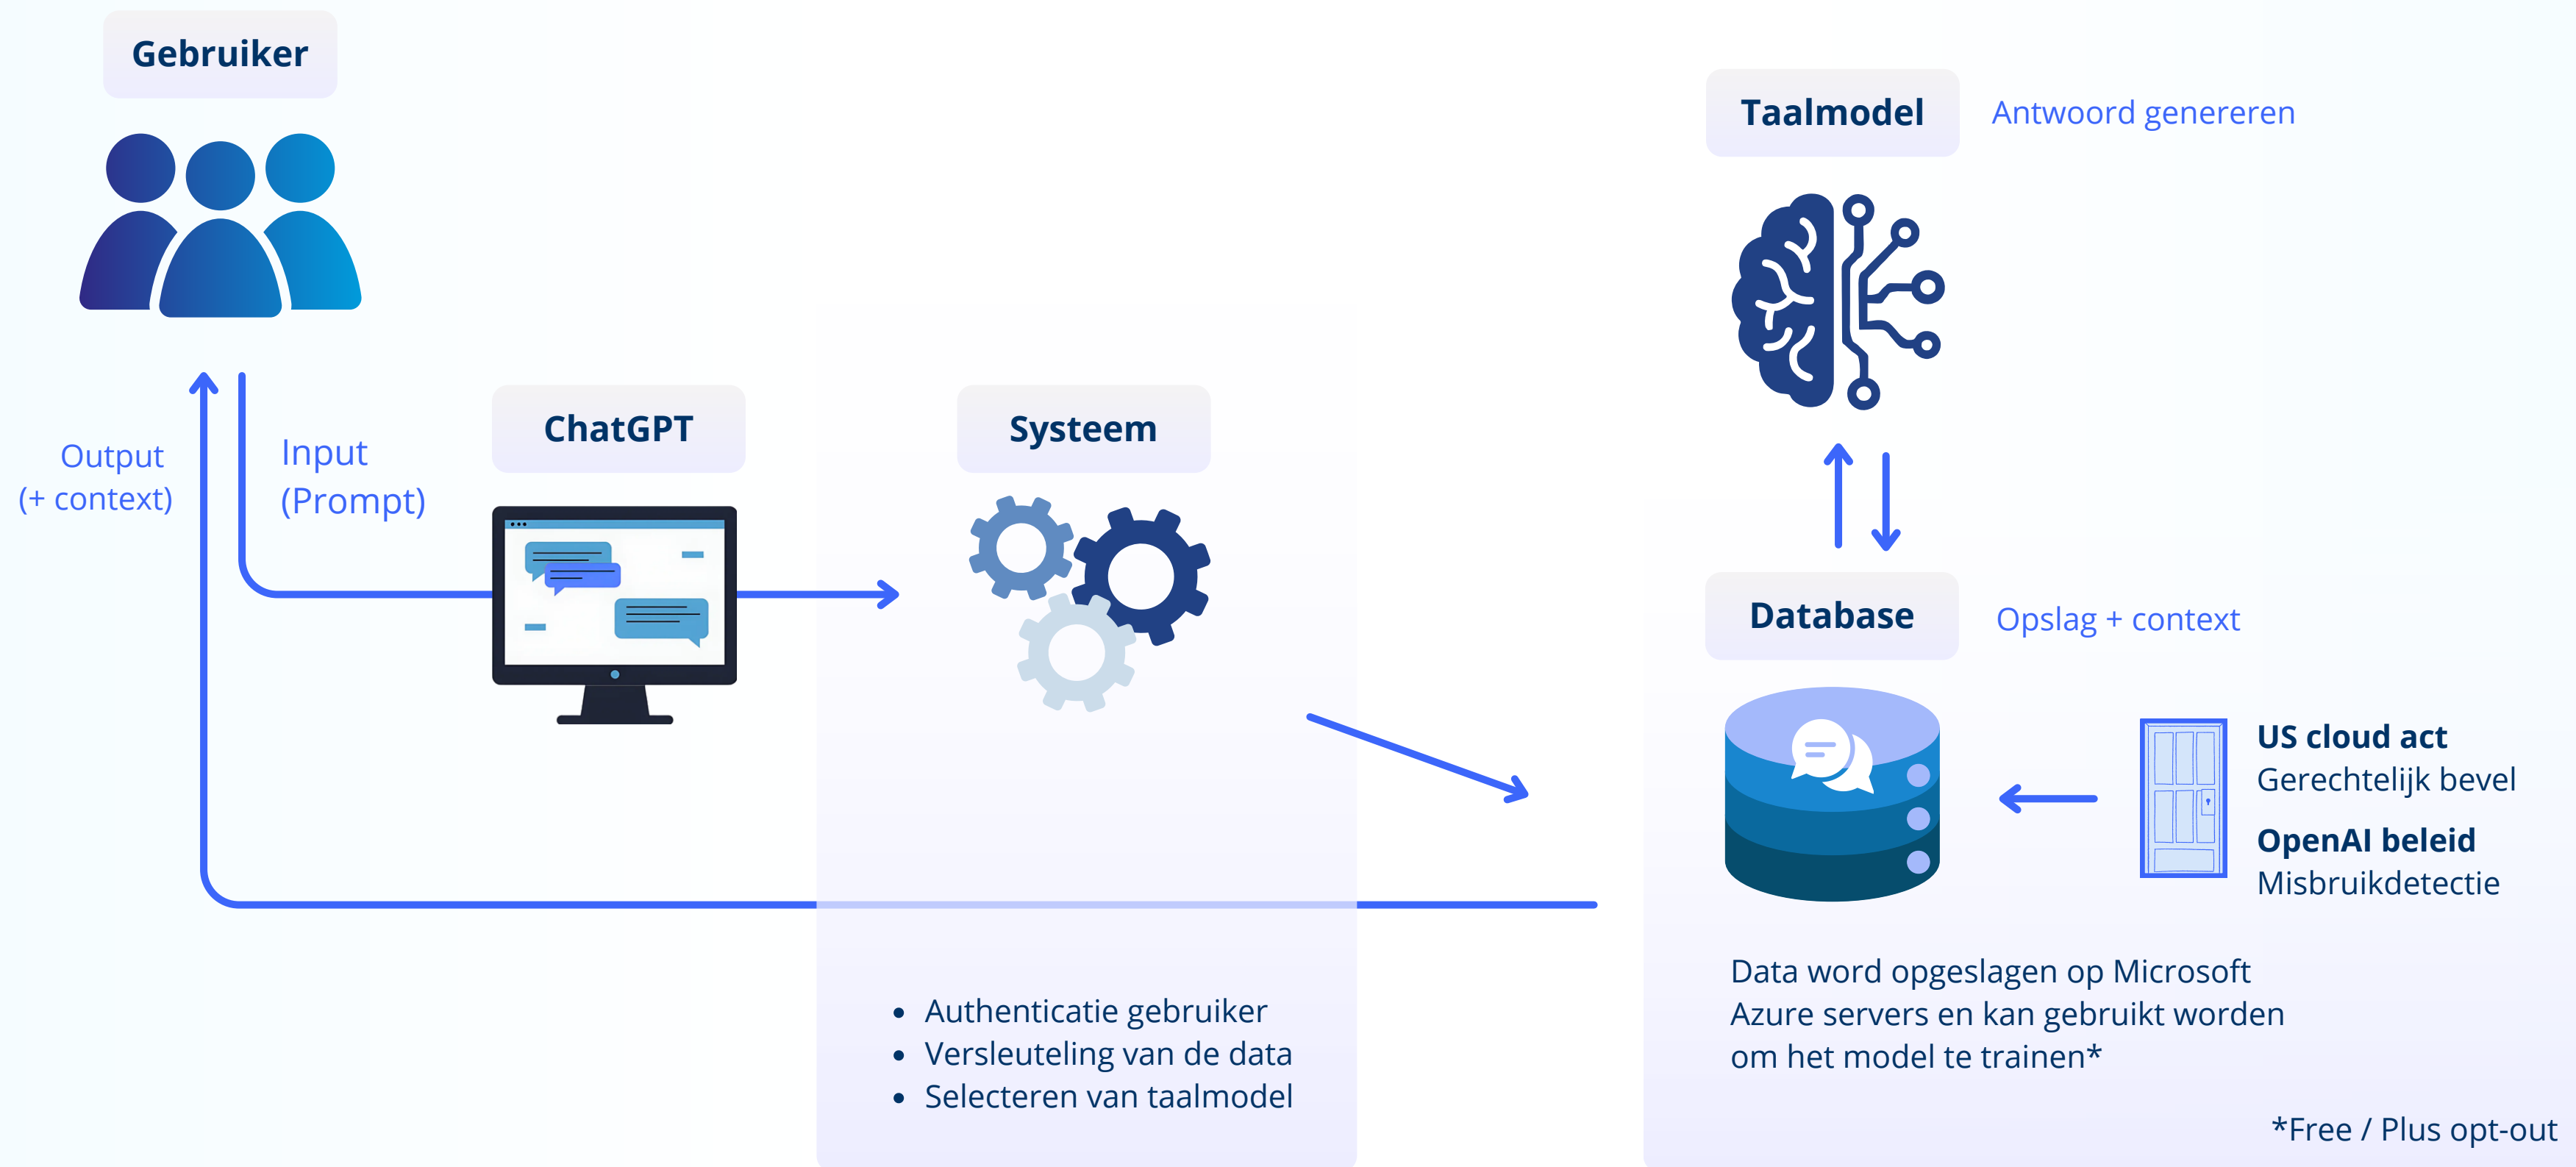 Gebruiker
Output
(+ context)
Input
(Prompt)
ChatGPT
Systeem
Authenticatie gebruiker
Versleuteling van de data
Selecteren van taalmodel
Taalmodel
Antwoord genereren
Database
Opslag + context
US cloud act
Gerechtelijk bevel
OpenAI beleid
Misbruikdetectie
Data word opgeslagen op Microsoft
Azure servers en kan gebruikt worden
om het model te trainen*
*Free / Plus opt-out